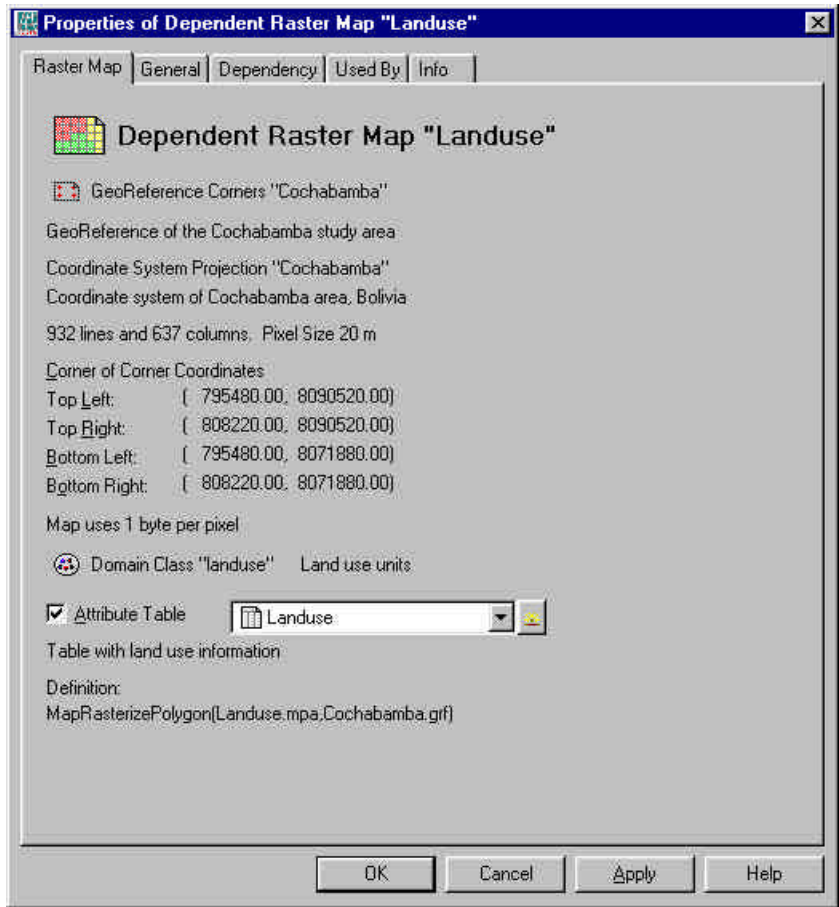 Properties of Dependent Raster Map "Landuse"
Raster Map General Dependency Used By Info
Dependent Raster Map "Landuse"
GeoReference Corners "Cochabamba"
GeoReference of the Cochabamba study area
Coordinate System Projection "Cochabamba"
Coordinate system of Cochabamba area, Bolivia
932 lines and 637 columns. Pixel Size 20 m
Corner of Corner Coordinates
Top Left: ( 795480.00, 8090520.00)
Top Right: ( 808220.00, 8090520.00)
Bottom Left: ( 795480.00, 8071880.00)
Bottom Right: ( 808220.00, 8071880.00)
Map uses 1 byte per pixel
Domain Class "landuse" Land use units
Attribute Table Landuse
Table with land use information
Definition:
MapRasterizePolygon(Landuse.mpa,Cochabamba.grf)
OK Cancel Apply Help